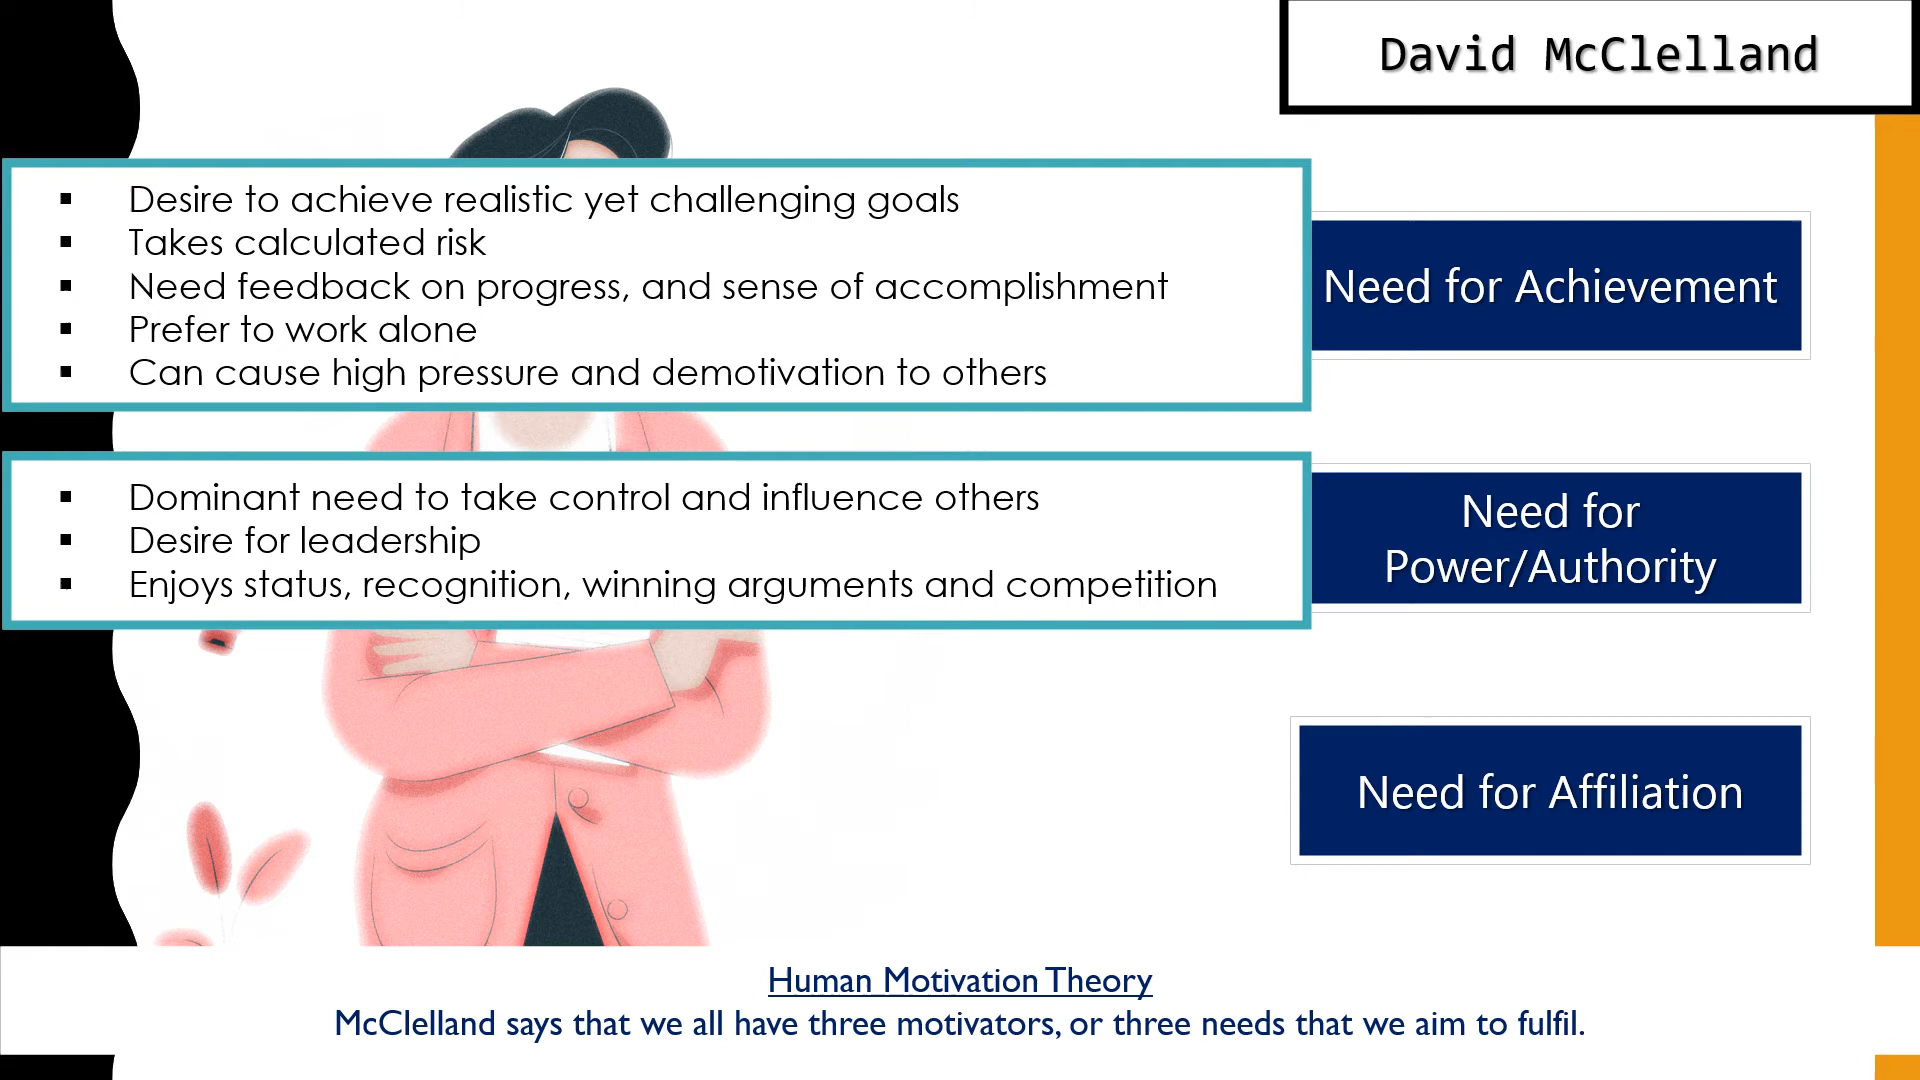 David McClelland
▪ Desire to achieve realistic yet challenging goals
▪ Takes calculated risk
▪ Need feedback on progress, and sense of accomplishment
▪ Prefer to work alone
▪ Can cause high pressure and demotivation to others
Need for Achievement
▪ Dominant need to take control and influence others
▪ Desire for leadership
▪ Enjoys status, recognition, winning arguments and competition
Need for
Power/Authority
Need for Affiliation
Human Motivation Theory
McClelland says that we all have three motivators, or three needs that we aim to fulfil.